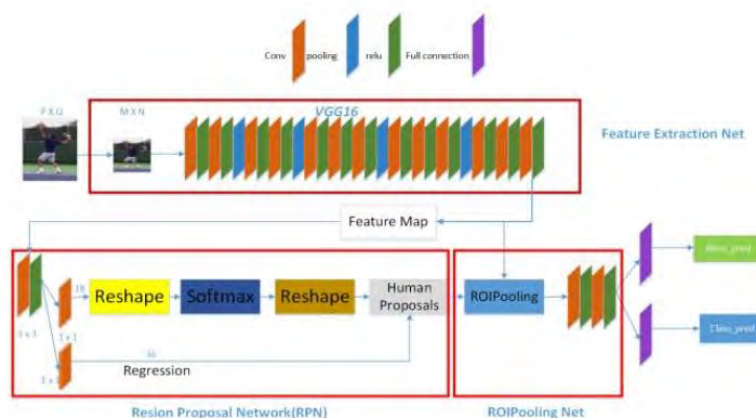 Conv pooling relu Full connection
P X Q
M X N
VGG16
Feature Extraction Net
Feature Map
18
Reshape
Softmax
Reshape
Human
Proposals
ROIPooling
Class_pred
3 x 3
1 x 1
36
1 x 1
Regression
Resion Proposal Network(RPN)
ROIPooling Net